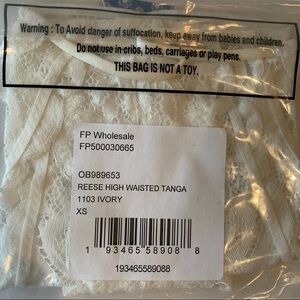 Warning : To Avoid danger of suffocation, keep away from babies and children.
Do not use in cribs, beds, carriages or play pens.
THIS BAG IS NOT A TOY.
FP Wholesale
FP500030665
OB989653
REESE HIGH WAISTED TANGA
1103 IVORY
XS
1 93465 58908 8
193465589088